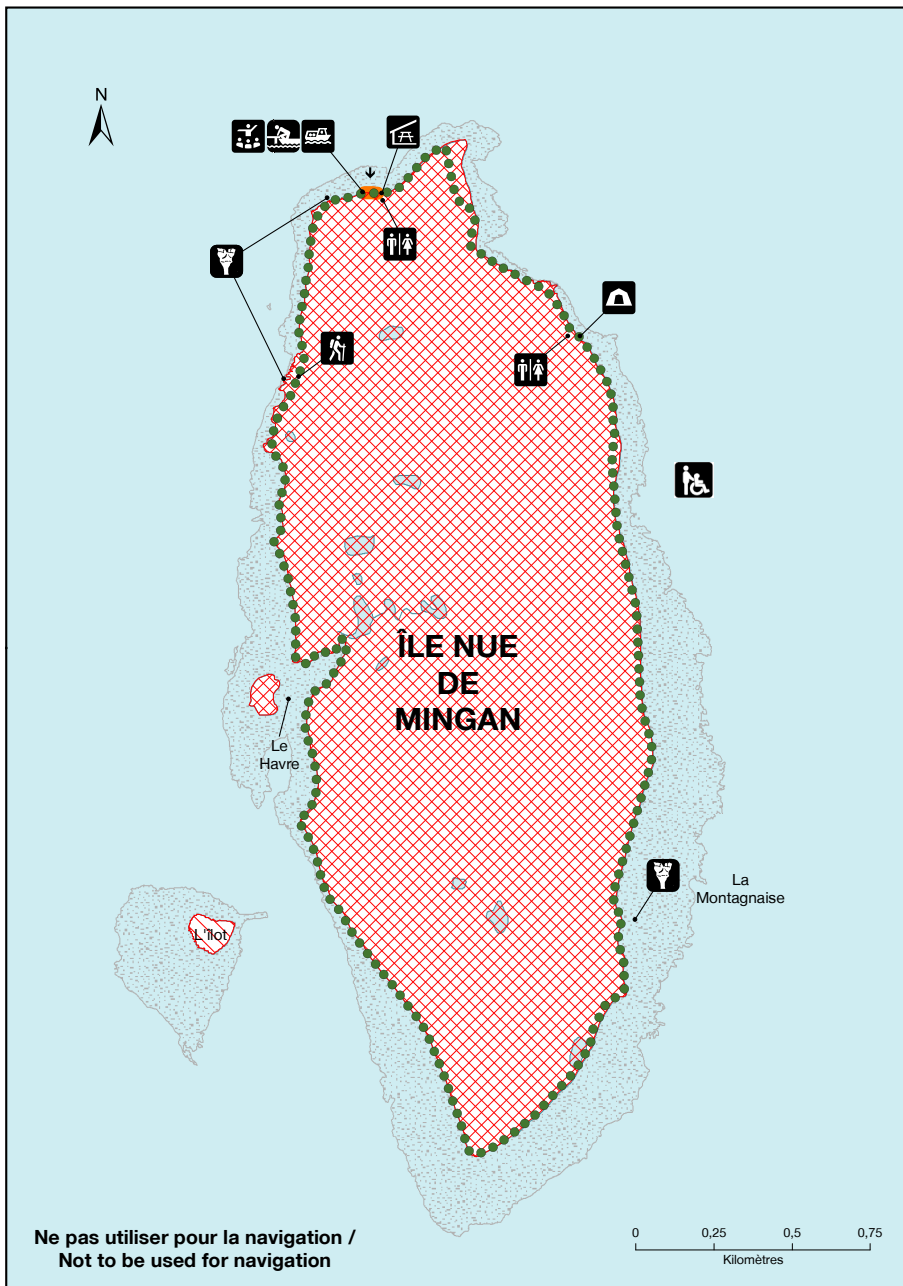 N
ÎLE NUE
DE
MINGAN
Le
Havre
La
Montagnaise
L'îlot
Ne pas utiliser pour la navigation /
Not to be used for navigation
0 0,25 0,5 0,75
Kilomètres